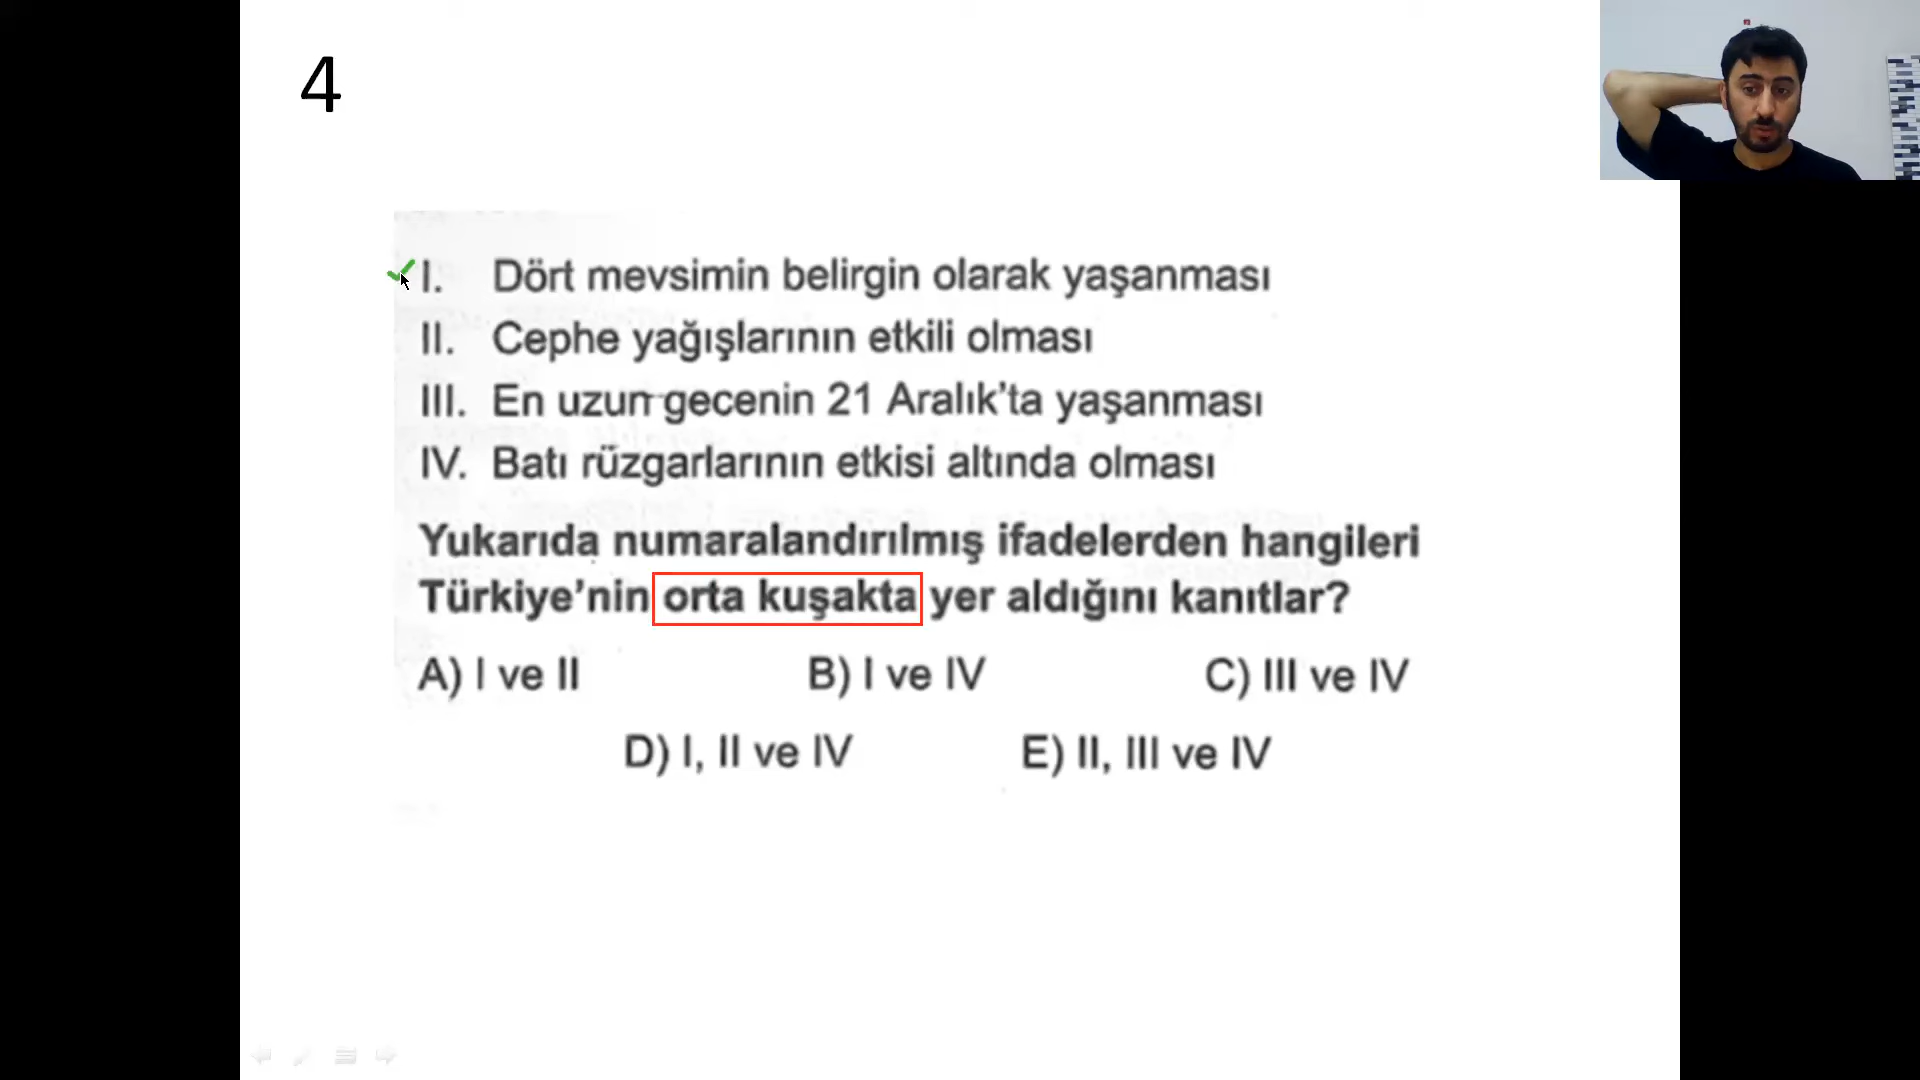 4
I. Dört mevsimin belirgin olarak yaşanması
II. Cephe yağışlarının etkili olması
III. En uzun gecenin 21 Aralık'ta yaşanması
IV. Batı rüzgarlarının etkisi altında olması
Yukarıda numaralandırılmış ifadelerden hangileri
Türkiye'nin orta kuşakta yer aldığını kanıtlar?
A) I ve II B) I ve IV C) III ve IV
D) I, II ve IV E) II, III ve IV